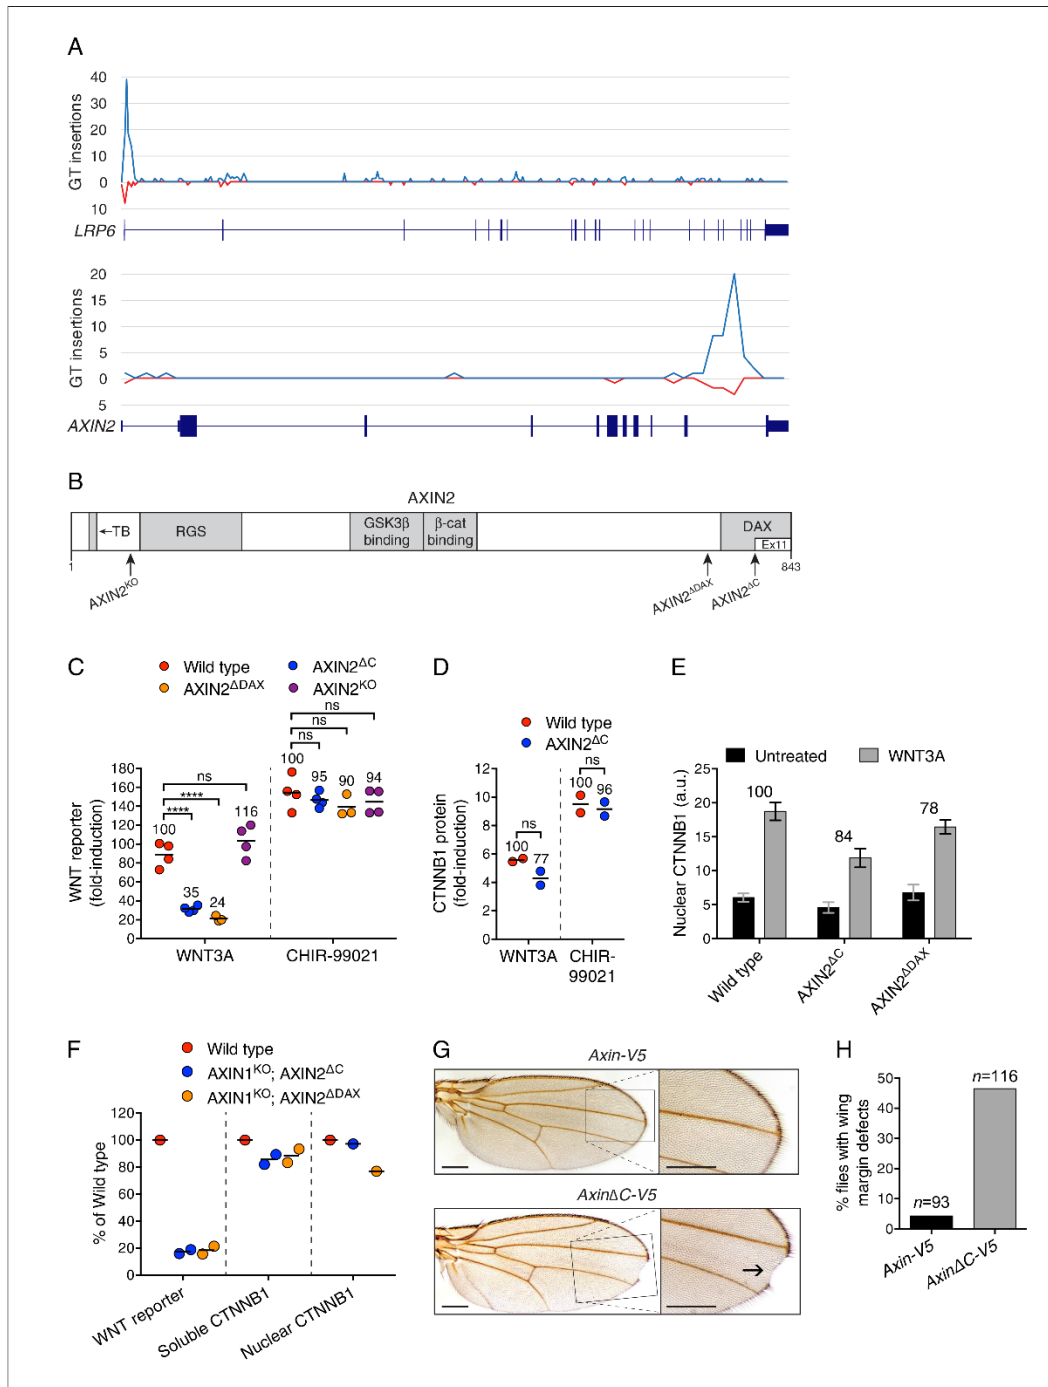 A
GT insertions
40
30
20
10
0
10
LRP6
GT insertions
20
15
10
5
0
5
AXIN2
B
AXIN2
←TB
RGS
GSK3β binding
β-cat binding
DAX
Ex11
1
843
AXIN2KO
AXIN2ΔDAX
AXIN2ΔC
C
Wild type
AXIN2ΔC
AXIN2ΔDAX
AXIN2KO
WNT reporter
(fold-induction)
180
160
140
120
100
80
60
40
20
0
ns
****
****
100
35
24
116
ns
ns
ns
100
95
90
94
WNT3A
CHIR-99021
D
Wild type
AXIN2ΔC
CTNNB1 protein
(fold-induction)
12
10
8
6
4
2
0
ns
100
77
ns
100
96
WNT3A
CHIR-
99021
E
Untreated
WNT3A
Nuclear CTNNB1 (a.u.)
25
20
15
10
5
0
100
84
78
Wild type
AXIN2ΔC
AXIN2ΔDAX
F
Wild type
AXIN1KO; AXIN2ΔC
AXIN1KO; AXIN2ΔDAX
% of Wild type
120
100
80
60
40
20
0
WNT reporter
Soluble CTNNB1
Nuclear CTNNB1
G
Axin-V5
AxinΔC-V5
H
% flies with wing
margin defects
50
40
30
20
10
0
n=93
n=116
Axin-V5
AxinΔC-V5